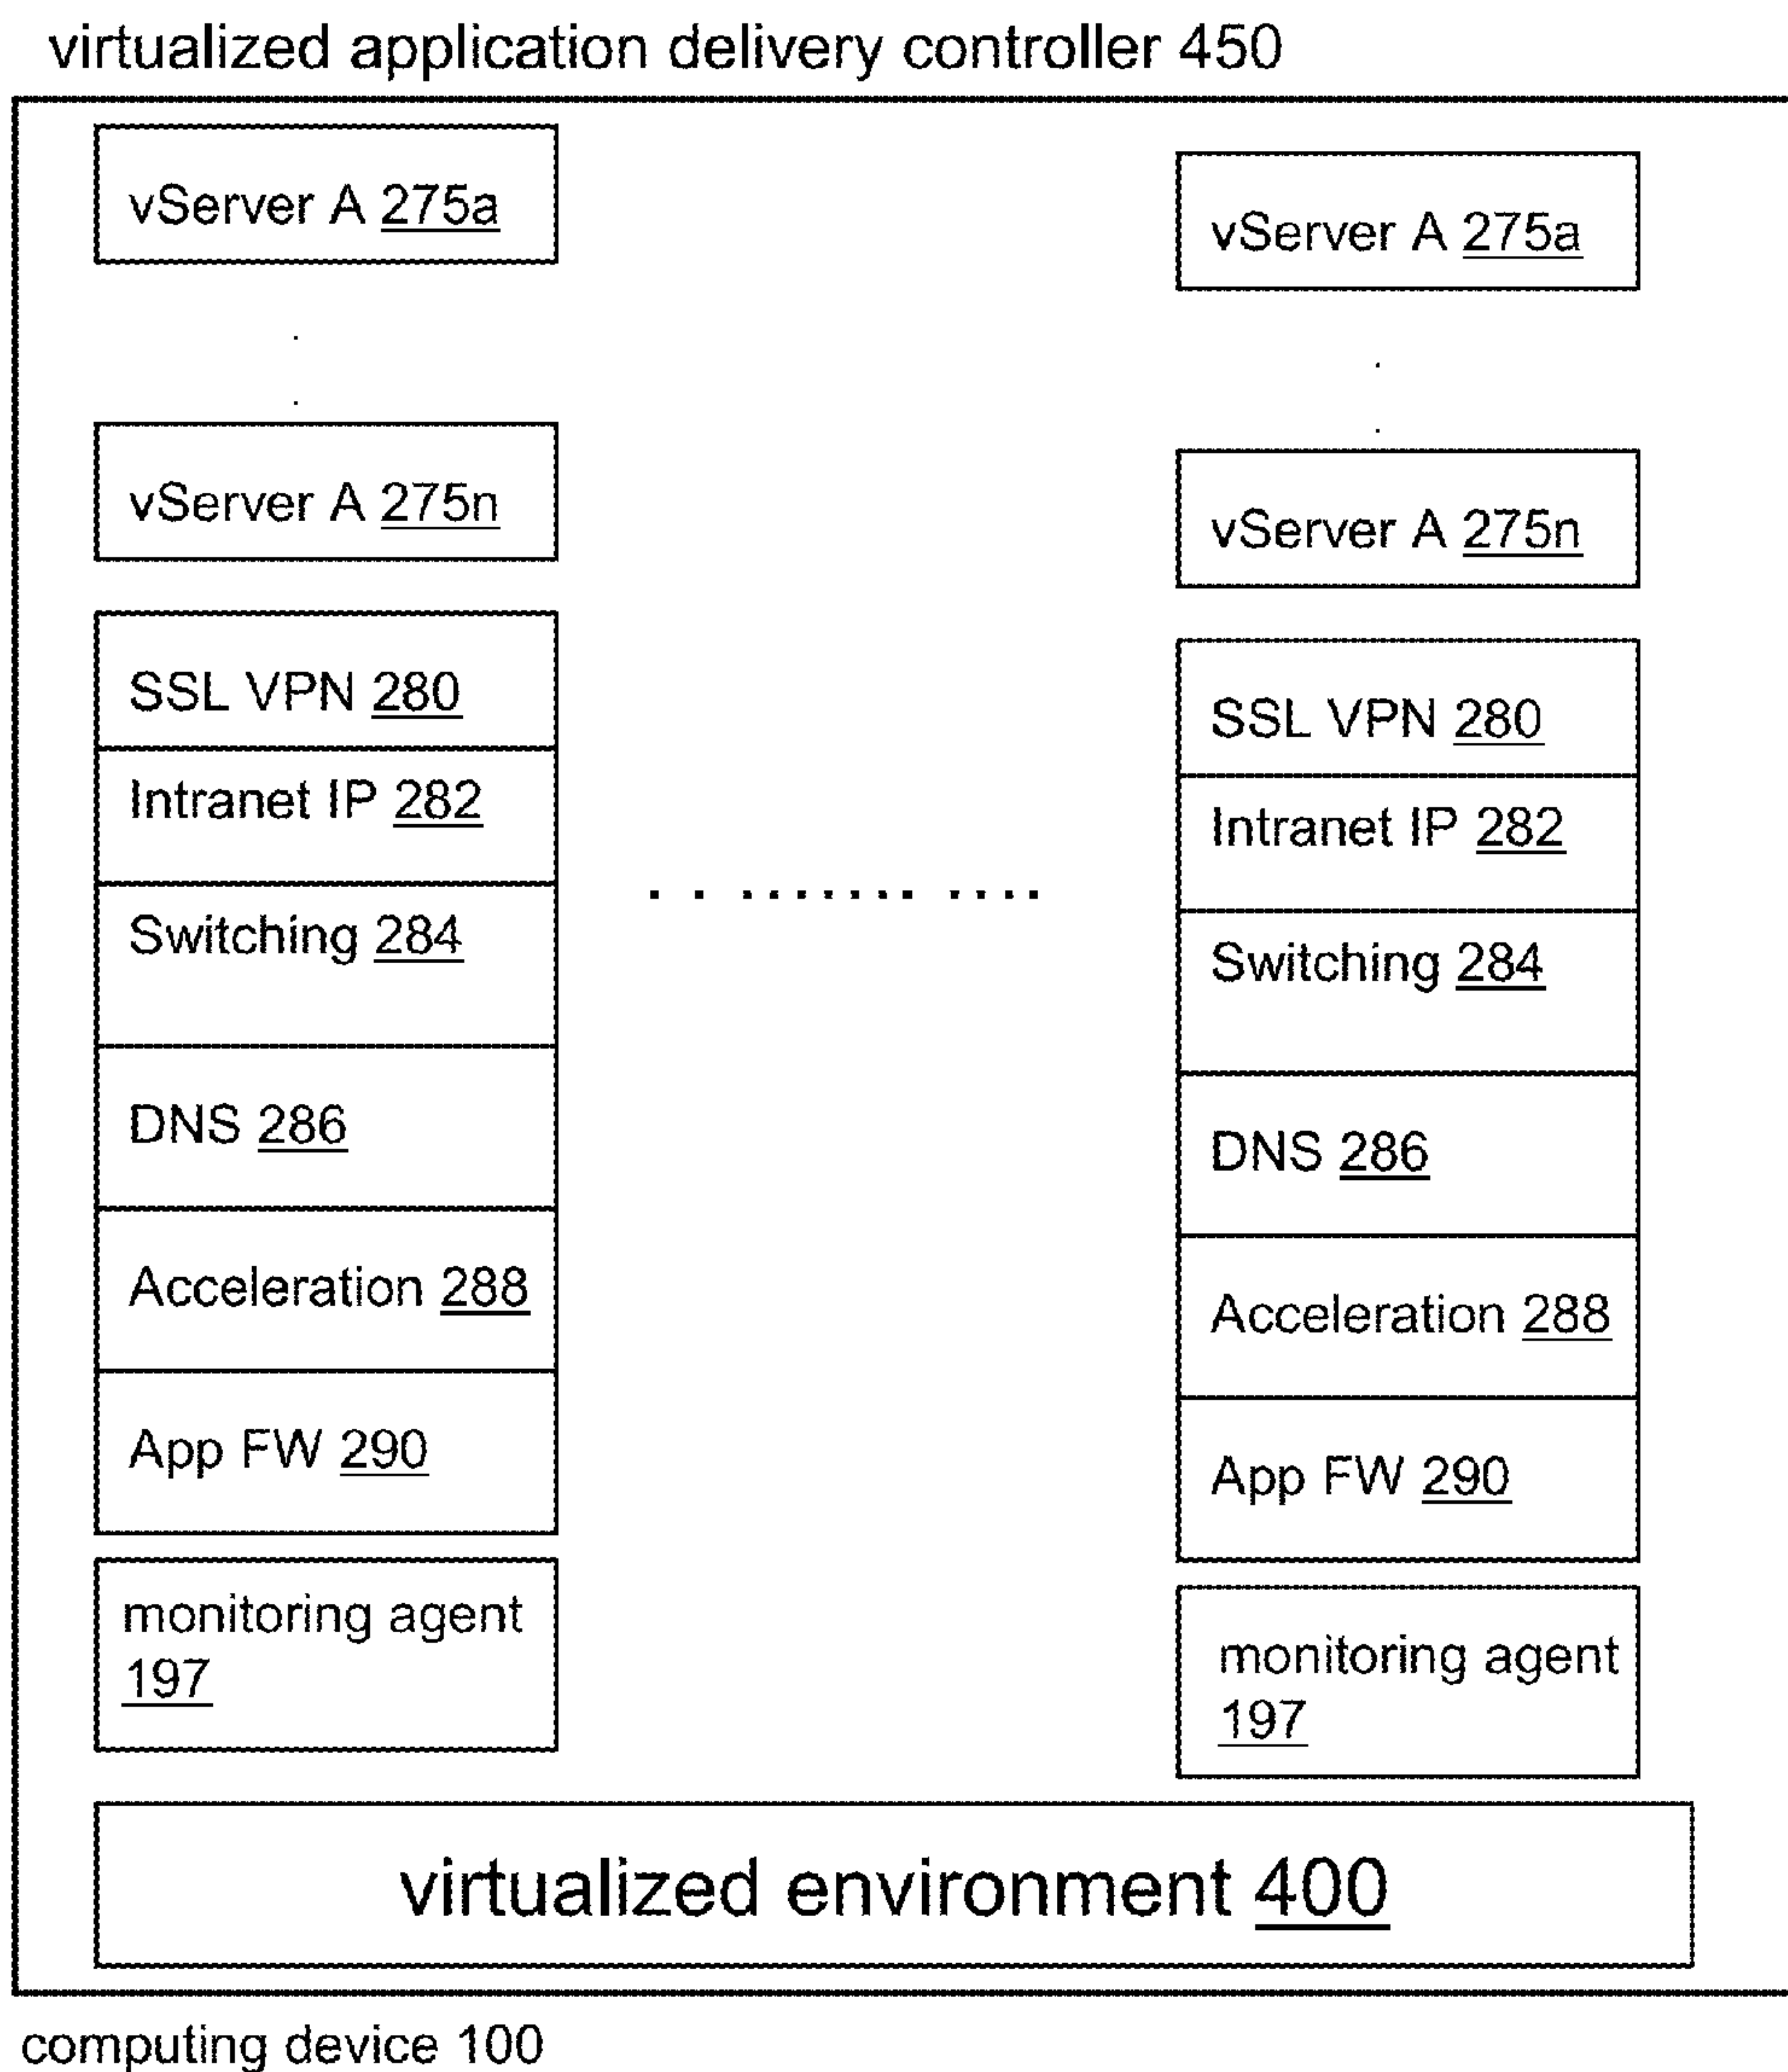 virtualized application delivery controller 450
vServer A 275a
vServer A 275n
SSL VPN 280
Intranet IP 282
Switching 284
DNS 286
Acceleration 288
App FW 290
monitoring agent
197
vServer A 275a
vServer A 275n
SSL VPN 280
Intranet IP 282
Switching 284
DNS 286
Acceleration 288
App FW 290
monitoring agent
197
virtualized environment 400
computing device 100